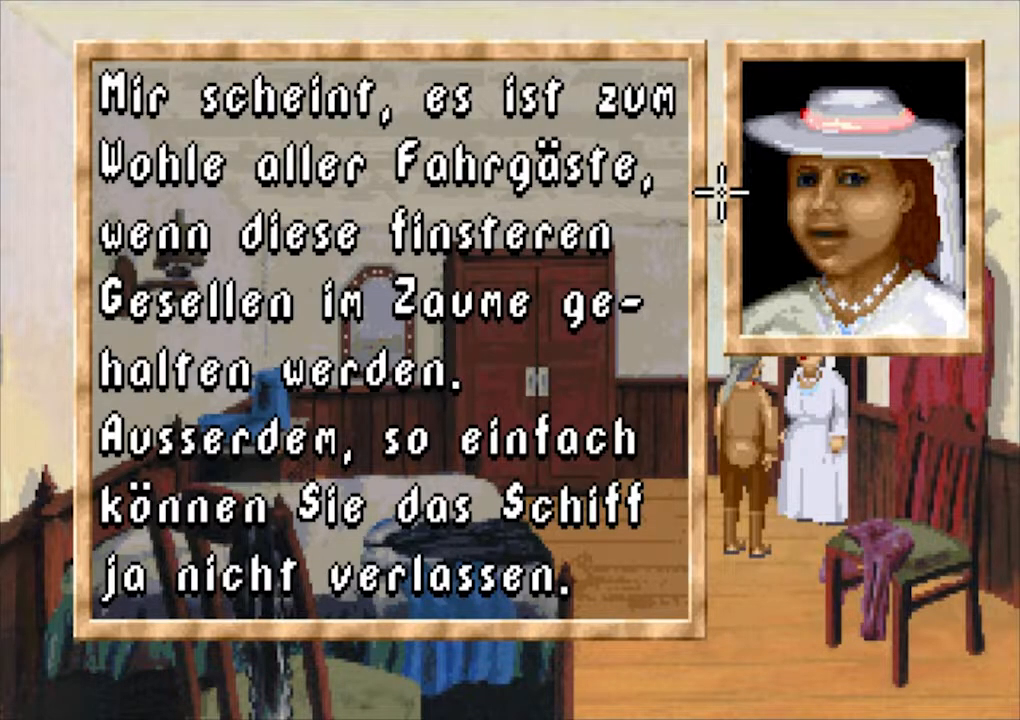 Mir scheint, es ist zum
Wohle aller Fahrgäste,
wenn diese finsteren
Gesellen im Zaume ge-
halten werden.
Ausserdem, so einfach
können Sie das Schiff
ja nicht verlassen.